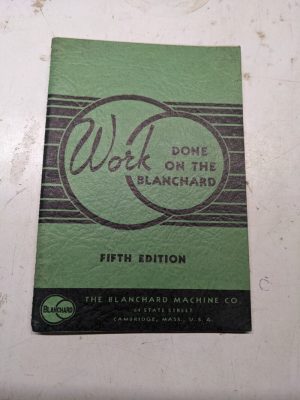 Work
DONE
ON THE
BLANCHARD
FIFTH EDITION
BLANCHARD
THE BLANCHARD MACHINE CO.
64 STATE STREET
CAMBRIDGE, MASS., U. S. A.